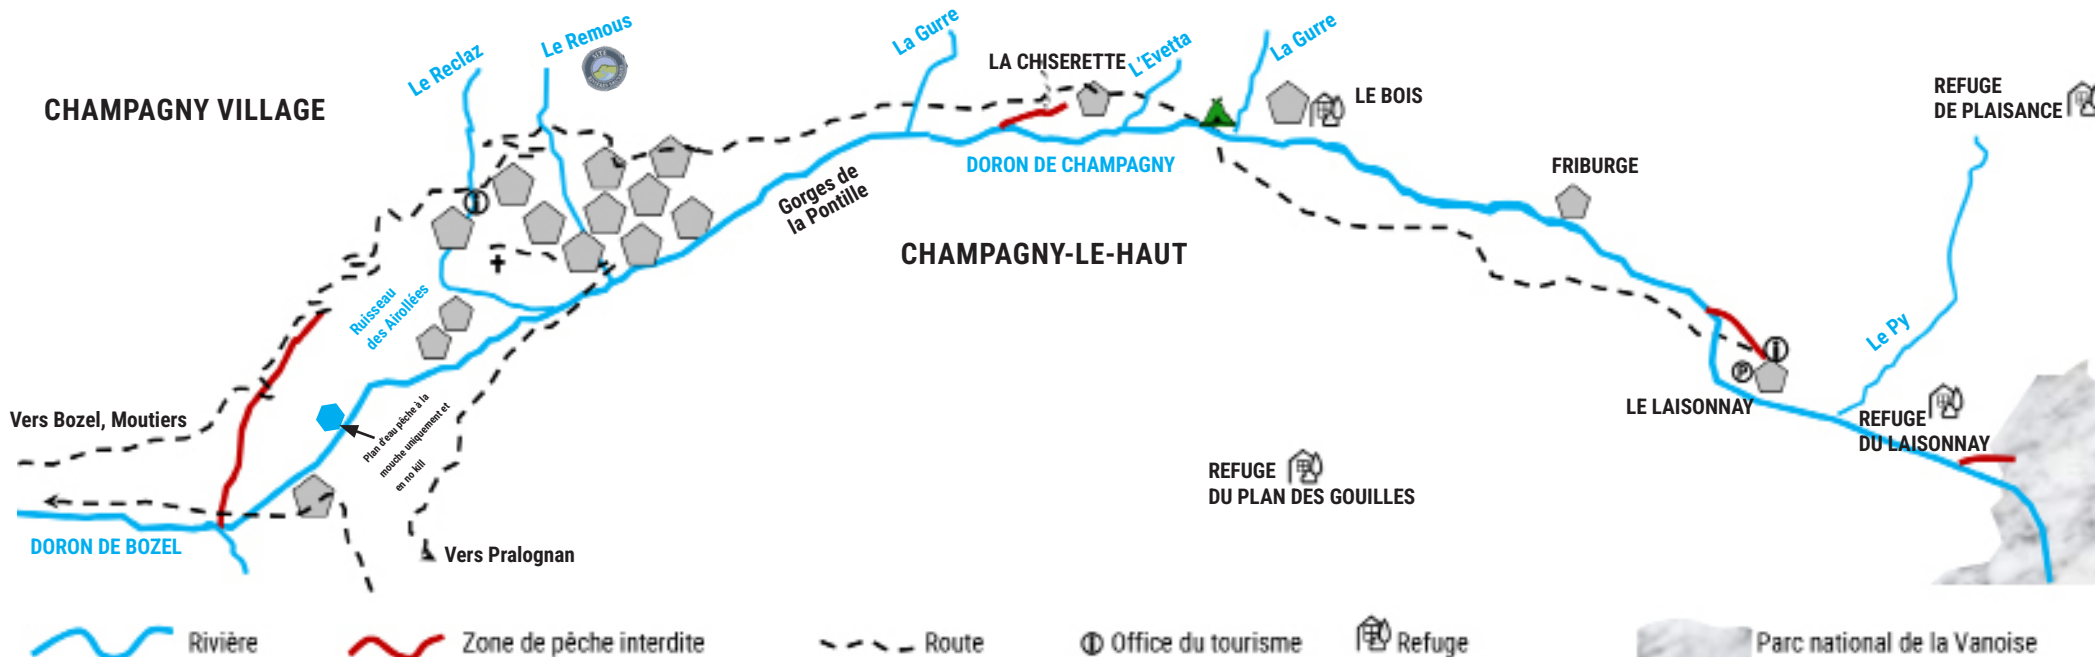 CHAMPAGNY VILLAGE
Le Reclaz
Le Remous
La Gurre
LA CHISERETTE
L'Evetta
La Gurre
LE BOIS
REFUGE
DE PLAISANCE
DORON DE CHAMPAGNY
FRIBURGE
Gorges de
la Pontille
CHAMPAGNY-LE-HAUT
Ruisseau
des Airollées
Le Py
P
Vers Bozel, Moutiers
Plan d'eau pêche à la
mouche uniquement et
en no kill
LE LAISONNAY
REFUGE
DU LAISONNAY
REFUGE
DU PLAN DES GOUILLES
DORON DE BOZEL
Vers Pralognan
Rivière
Zone de pêche interdite
Route
Office du tourisme
Refuge
Parc national de la Vanoise